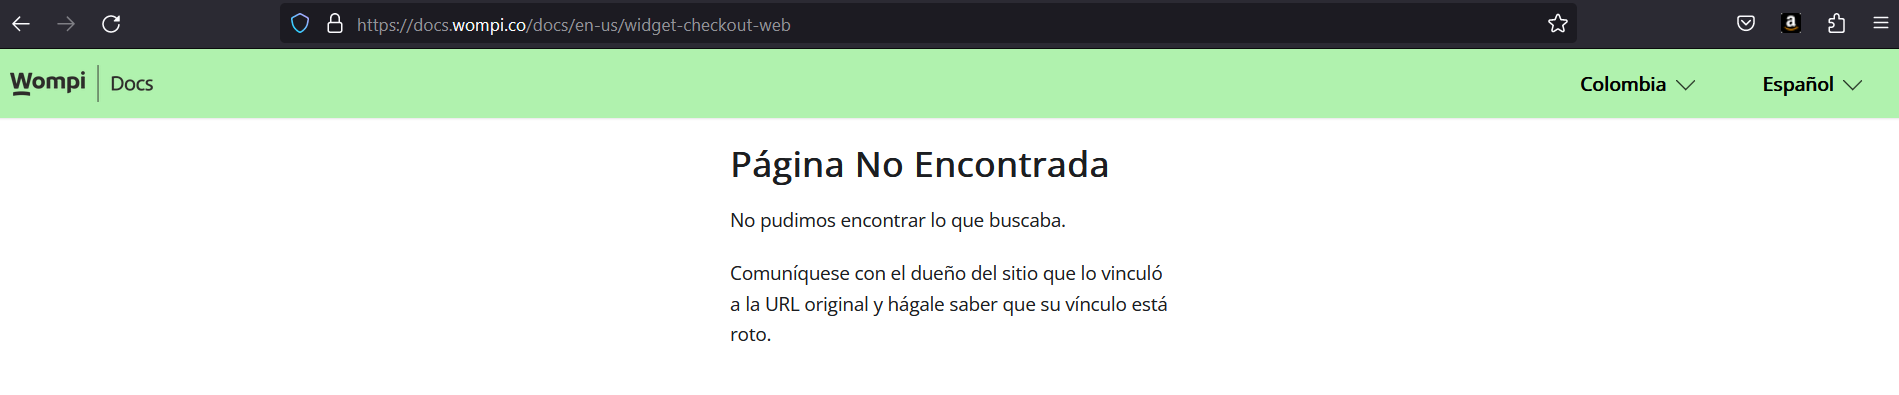 https://docs.wompi.co/docs/en-us/widget-checkout-web
Wompi Docs Colombia Español
Página No Encontrada
No pudimos encontrar lo que buscaba.
Comuníquese con el dueño del sitio que lo vinculó
a la URL original y hágale saber que su vínculo está
roto.